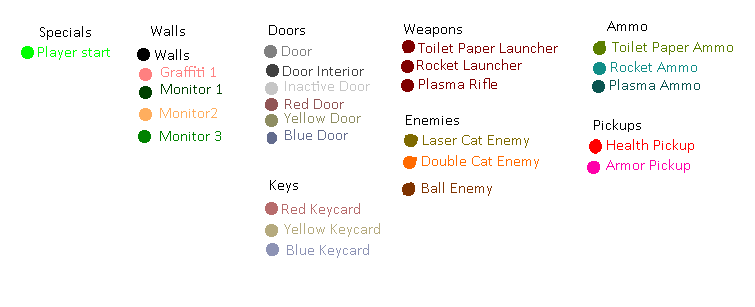 Specials
Player start
Walls
Walls
Graffiti 1
Monitor 1
Monitor2
Monitor 3
Doors
Door
Door Interior
Inactive Door
Red Door
Yellow Door
Blue Door
Keys
Red Keycard
Yellow Keycard
Blue Keycard
Weapons
Toilet Paper Launcher
Rocket Launcher
Plasma Rifle
Enemies
Laser Cat Enemy
Double Cat Enemy
Ball Enemy
Ammo
Toilet Paper Ammo
Rocket Ammo
Plasma Ammo
Pickups
Health Pickup
Armor Pickup